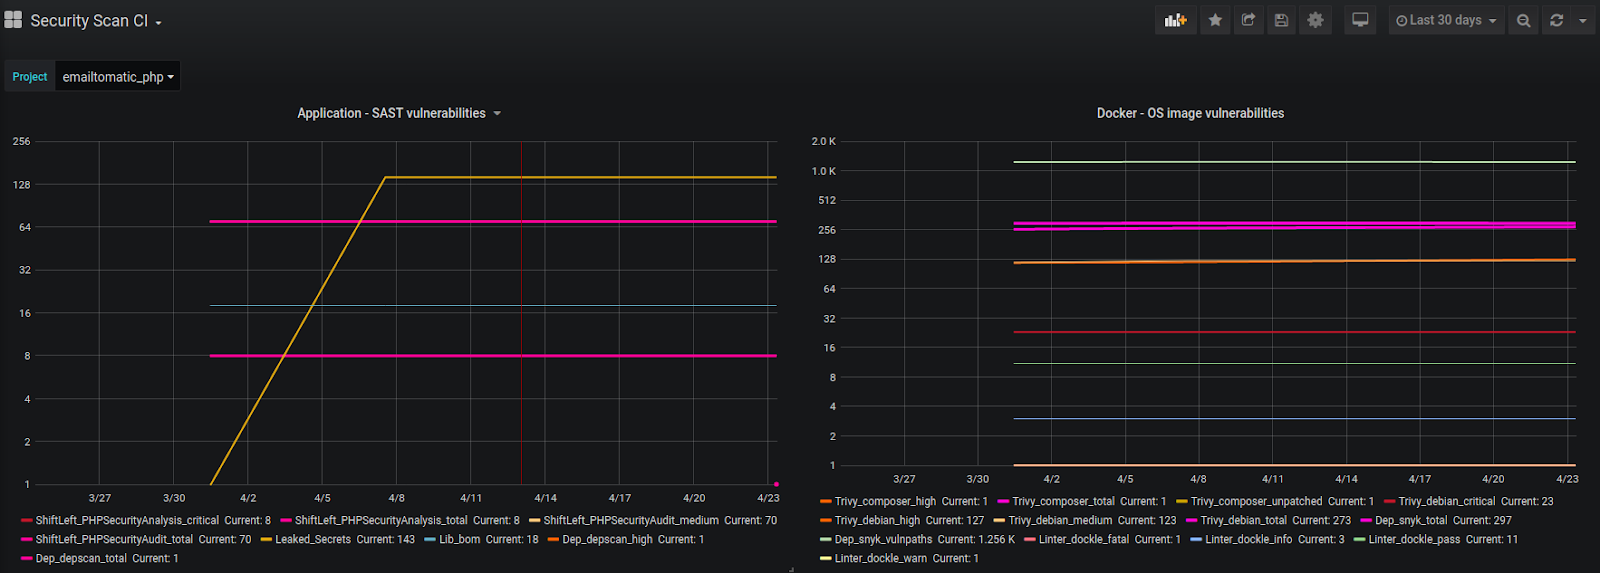 Security Scan CI
Last 30 days
Project emailtomatic_php
Application - SAST vulnerabilities
256
128
64
32
16
8
4
2
1
3/27 3/30 4/2 4/5 4/8 4/11 4/14 4/17 4/20 4/23
ShiftLeft_PHPSecurityAnalysis_critical Current: 8 ShiftLeft_PHPSecurityAnalysis_total Current: 8 ShiftLeft_PHPSecurityAudit_medium Current: 70
ShiftLeft_PHPSecurityAudit_total Current: 70 Leaked_Secrets Current: 143 Lib_bom Current: 18 Dep_depscan_high Current: 1
Dep_depscan_total Current: 1
Docker - OS image vulnerabilities
2.0 K
1.0 K
512
256
128
64
32
16
8
4
2
1
3/27 3/30 4/2 4/5 4/8 4/11 4/14 4/17 4/20 4/23
Trivy_composer_high Current: 1 Trivy_composer_total Current: 1 Trivy_composer_unpatched Current: 1 Trivy_debian_critical Current: 23
Trivy_debian_high Current: 127 Trivy_debian_medium Current: 123 Trivy_debian_total Current: 273 Dep_snyk_total Current: 297
Dep_snyk_vulnpaths Current: 1.256 K Linter_dockle_fatal Current: 1 Linter_dockle_info Current: 3 Linter_dockle_pass Current: 11
Linter_dockle_warn Current: 1